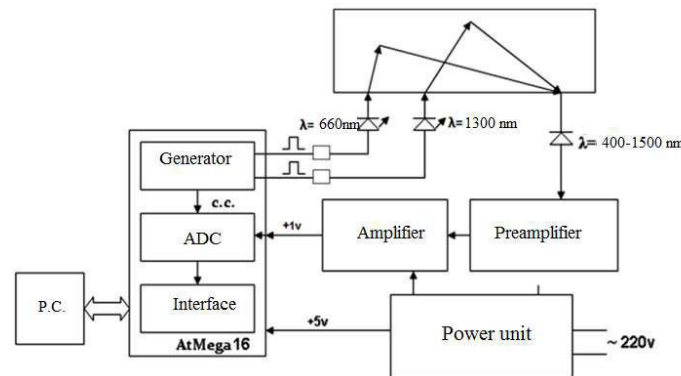 λ= 660nm
λ=1300 nm
λ= 400-1500 nm
Generator
c.c.
ADC
+1v
Amplifier
Preamplifier
Interface
P.C.
+5v
Power unit
~ 220v
AtMega16